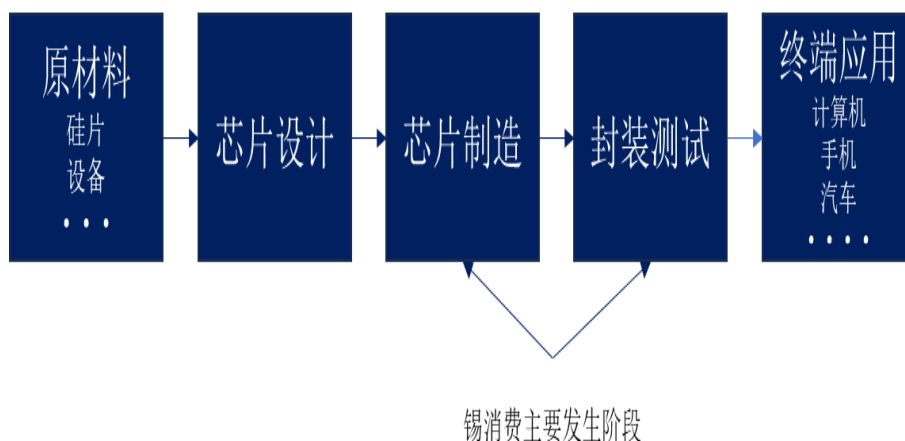 原材料
硅片
设备
• • •
芯片设计
芯片制造
封装测试
终端应用
计算机
手机
汽车
• • • •
锡消费主要发生阶段